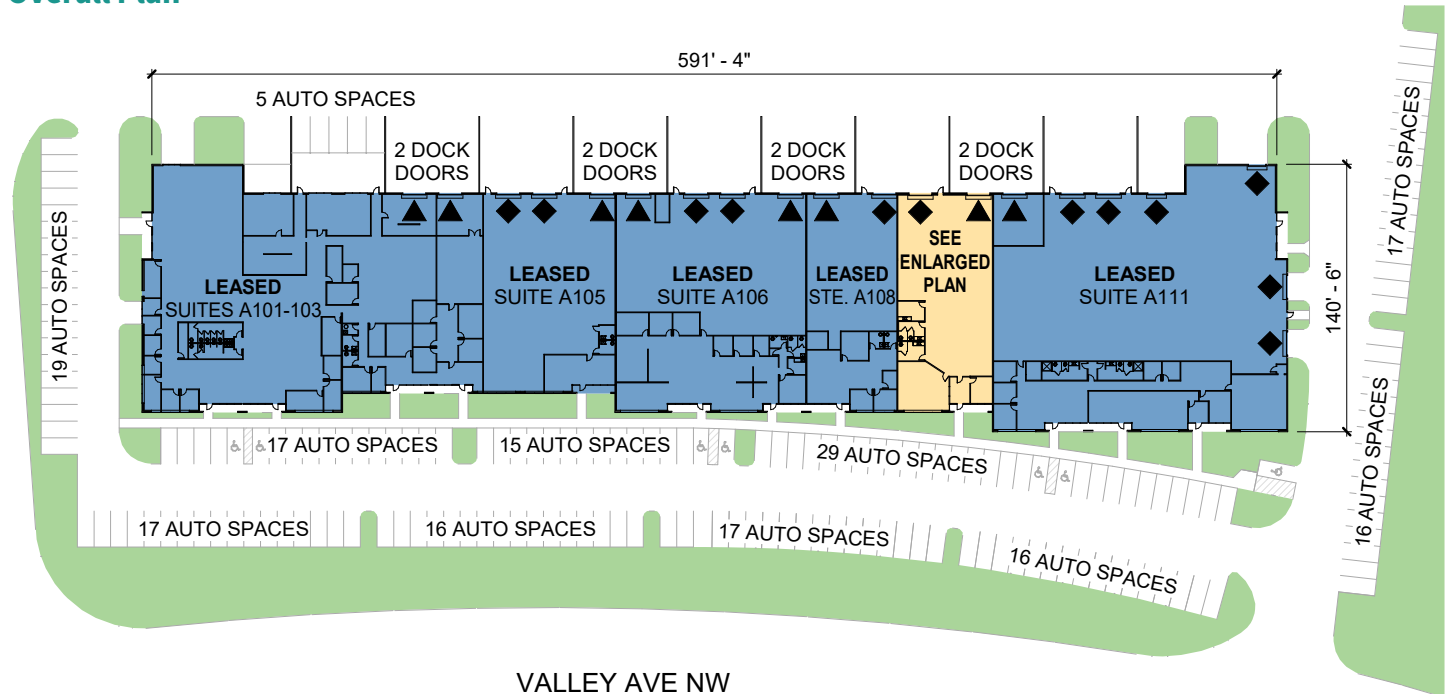 Overall Plan
591' - 4"
5 AUTO SPACES
2 DOCK
DOORS
2 DOCK
DOORS
2 DOCK
DOORS
2 DOCK
DOORS
17 AUTO SPACES
19 AUTO SPACES
LEASED
SUITES A101-103
LEASED
SUITE A105
LEASED
SUITE A106
LEASED
STE. A108
SEE
ENLARGED
PLAN
LEASED
SUITE A111
140' - 6"
17 AUTO SPACES
15 AUTO SPACES
29 AUTO SPACES
16 AUTO SPACES
17 AUTO SPACES
16 AUTO SPACES
17 AUTO SPACES
16 AUTO SPACES
VALLEY AVE NW